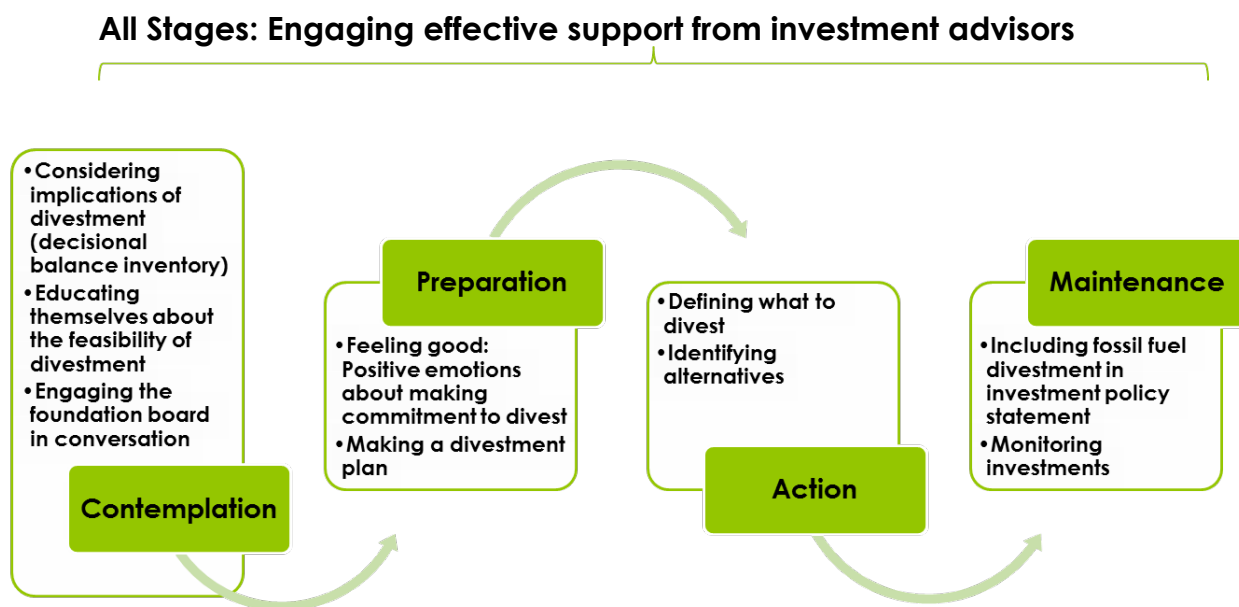 All Stages: Engaging effective support from investment advisors
•Considering
implications of
divestment
(decisional
balance inventory)
•Educating
themselves about
the feasibility of
divestment
•Engaging the
foundation board
in conversation
Contemplation
Preparation
•Feeling good:
Positive emotions
about making
commitment to divest
•Making a divestment
plan
•Defining what to
divest
•Identifying
alternatives
Action
Maintenance
•Including fossil fuel
divestment in
investment policy
statement
•Monitoring
investments